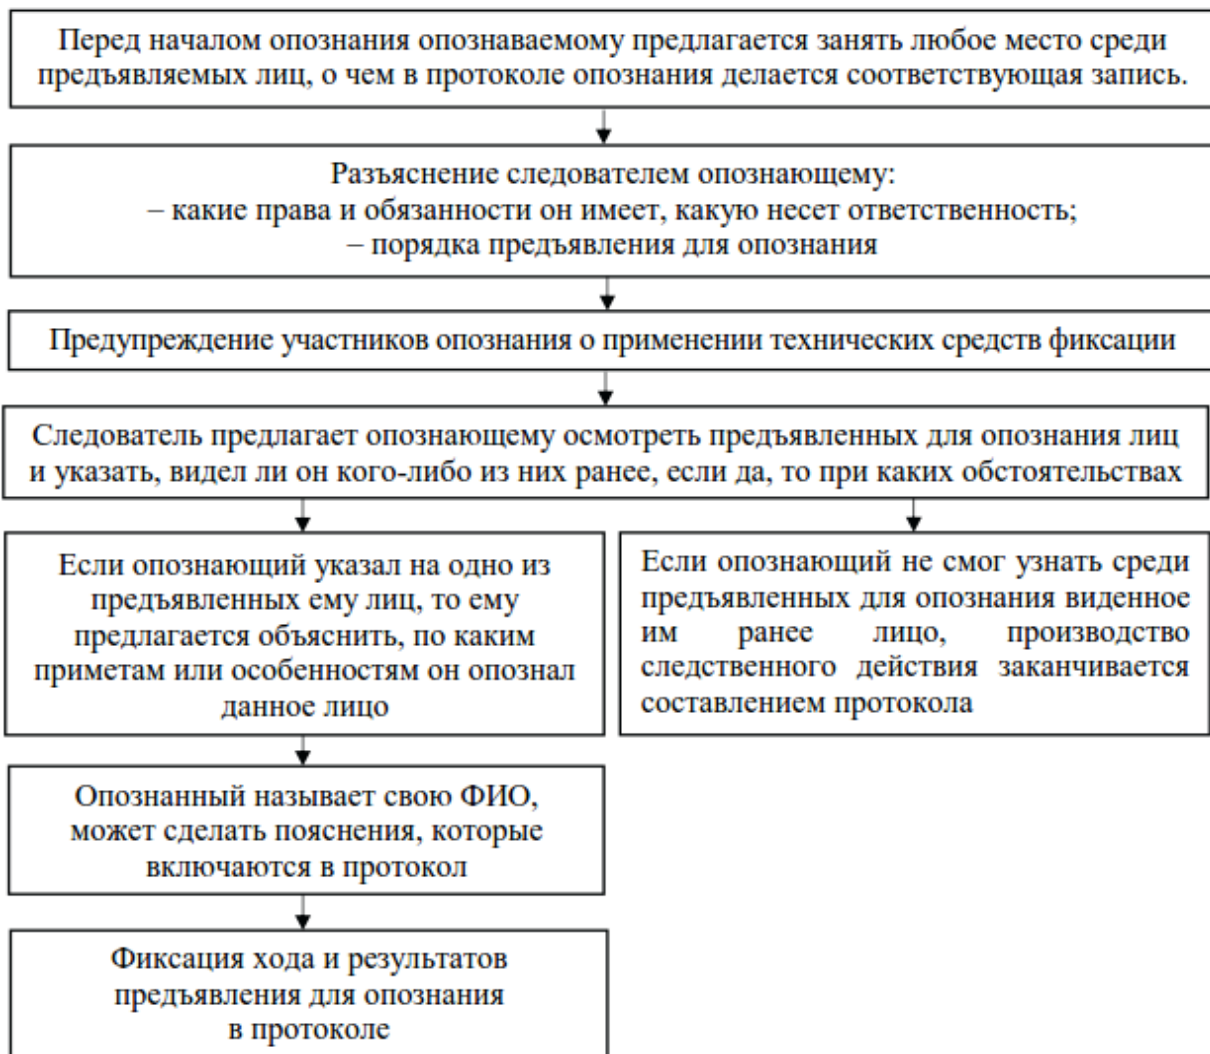 Перед началом опознания опознаваемому предлагается занять любое место среди
предъявляемых лиц, о чем в протоколе опознания делается соответствующая запись.
Разъяснение следователем опознающему:
– какие права и обязанности он имеет, какую несет ответственность;
– порядка предъявления для опознания
Предупреждение участников опознания о применении технических средств фиксации
Следователь предлагает опознающему осмотреть предъявленных для опознания лиц
и указать, видел ли он кого-либо из них ранее, если да, то при каких обстоятельствах
Если опознающий указал на одно из
предъявленных ему лиц, то ему
предлагается объяснить, по каким
приметам или особенностям он опознал
данное лицо
Если опознающий не смог узнать среди
предъявленных для опознания виденное
им ранее лицо, производство
следственного действия заканчивается
составлением протокола
Опознанный называет свою ФИО,
может сделать пояснения, которые
включаются в протокол
Фиксация хода и результатов
предъявления для опознания
в протоколе